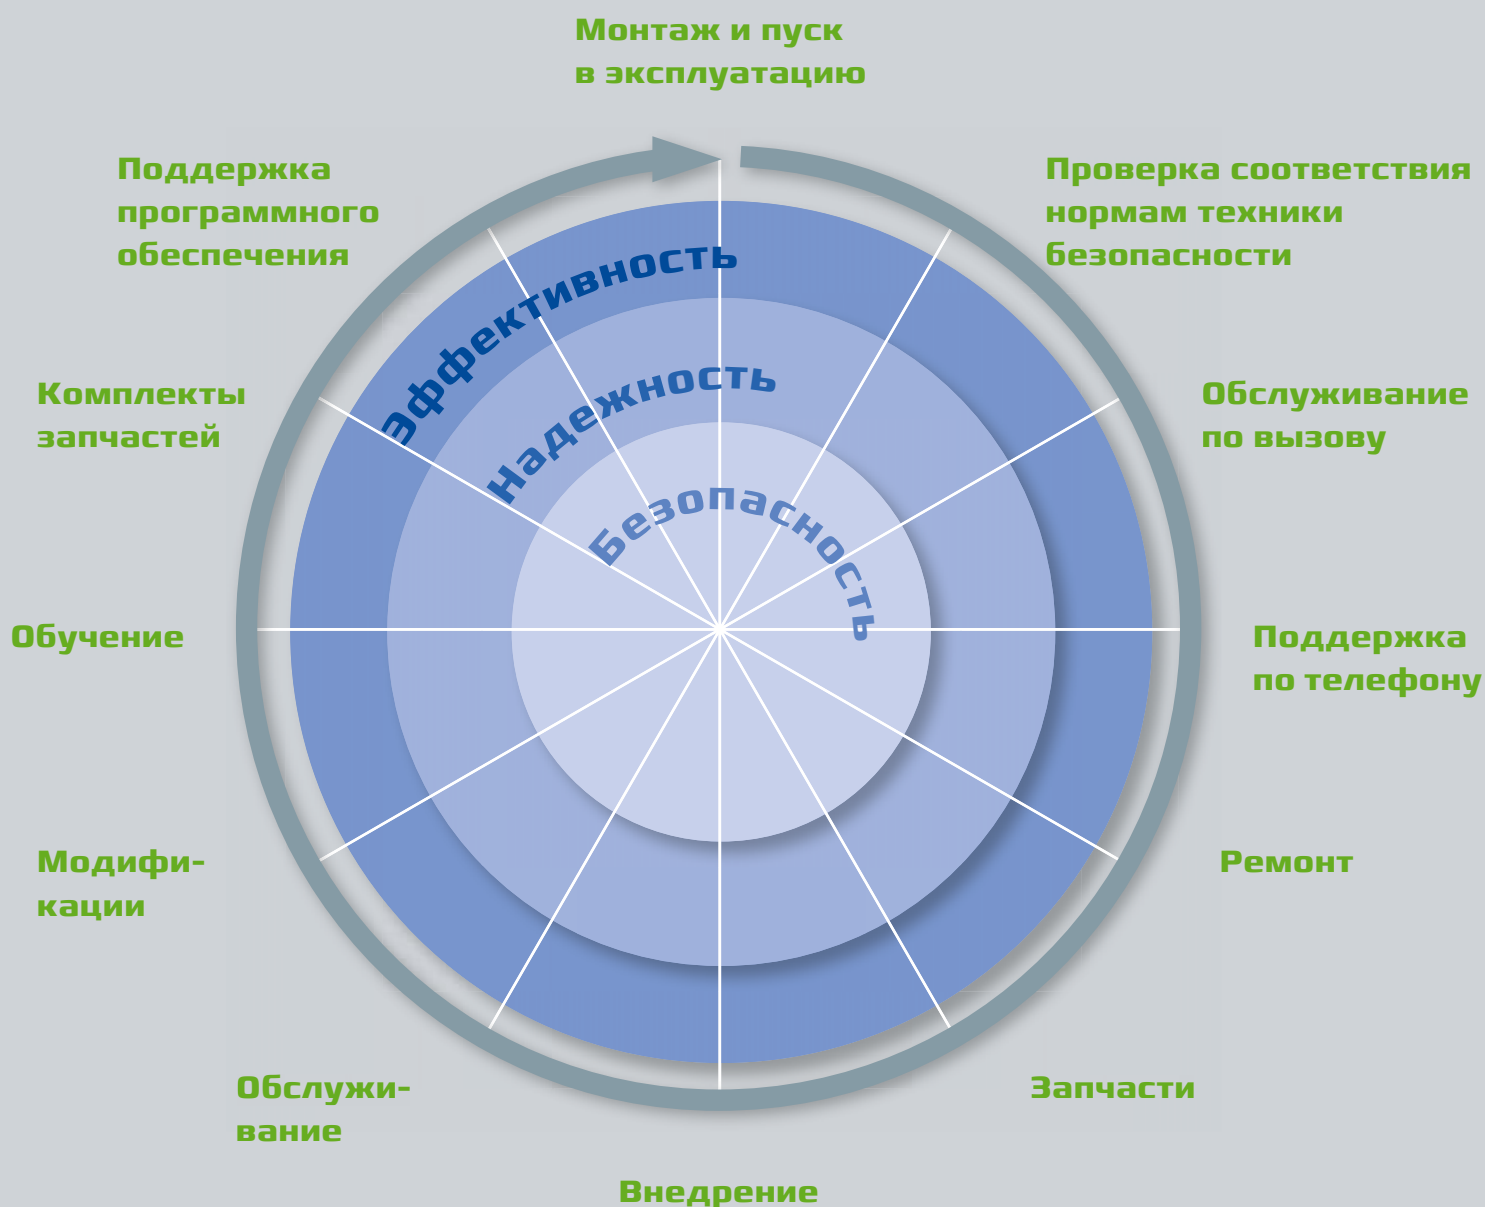 Монтаж и пуск
в эксплуатацию
Проверка соответствия
нормам техники
безопасности
Обслуживание
по вызову
Поддержка
по телефону
Ремонт
Запчасти
Внедрение
Обслужи-
вание
Модифи-
кации
Обучение
Комплекты
запчастей
Поддержка
программного
обеспечения
Эффективность
Надежность
Безопасность